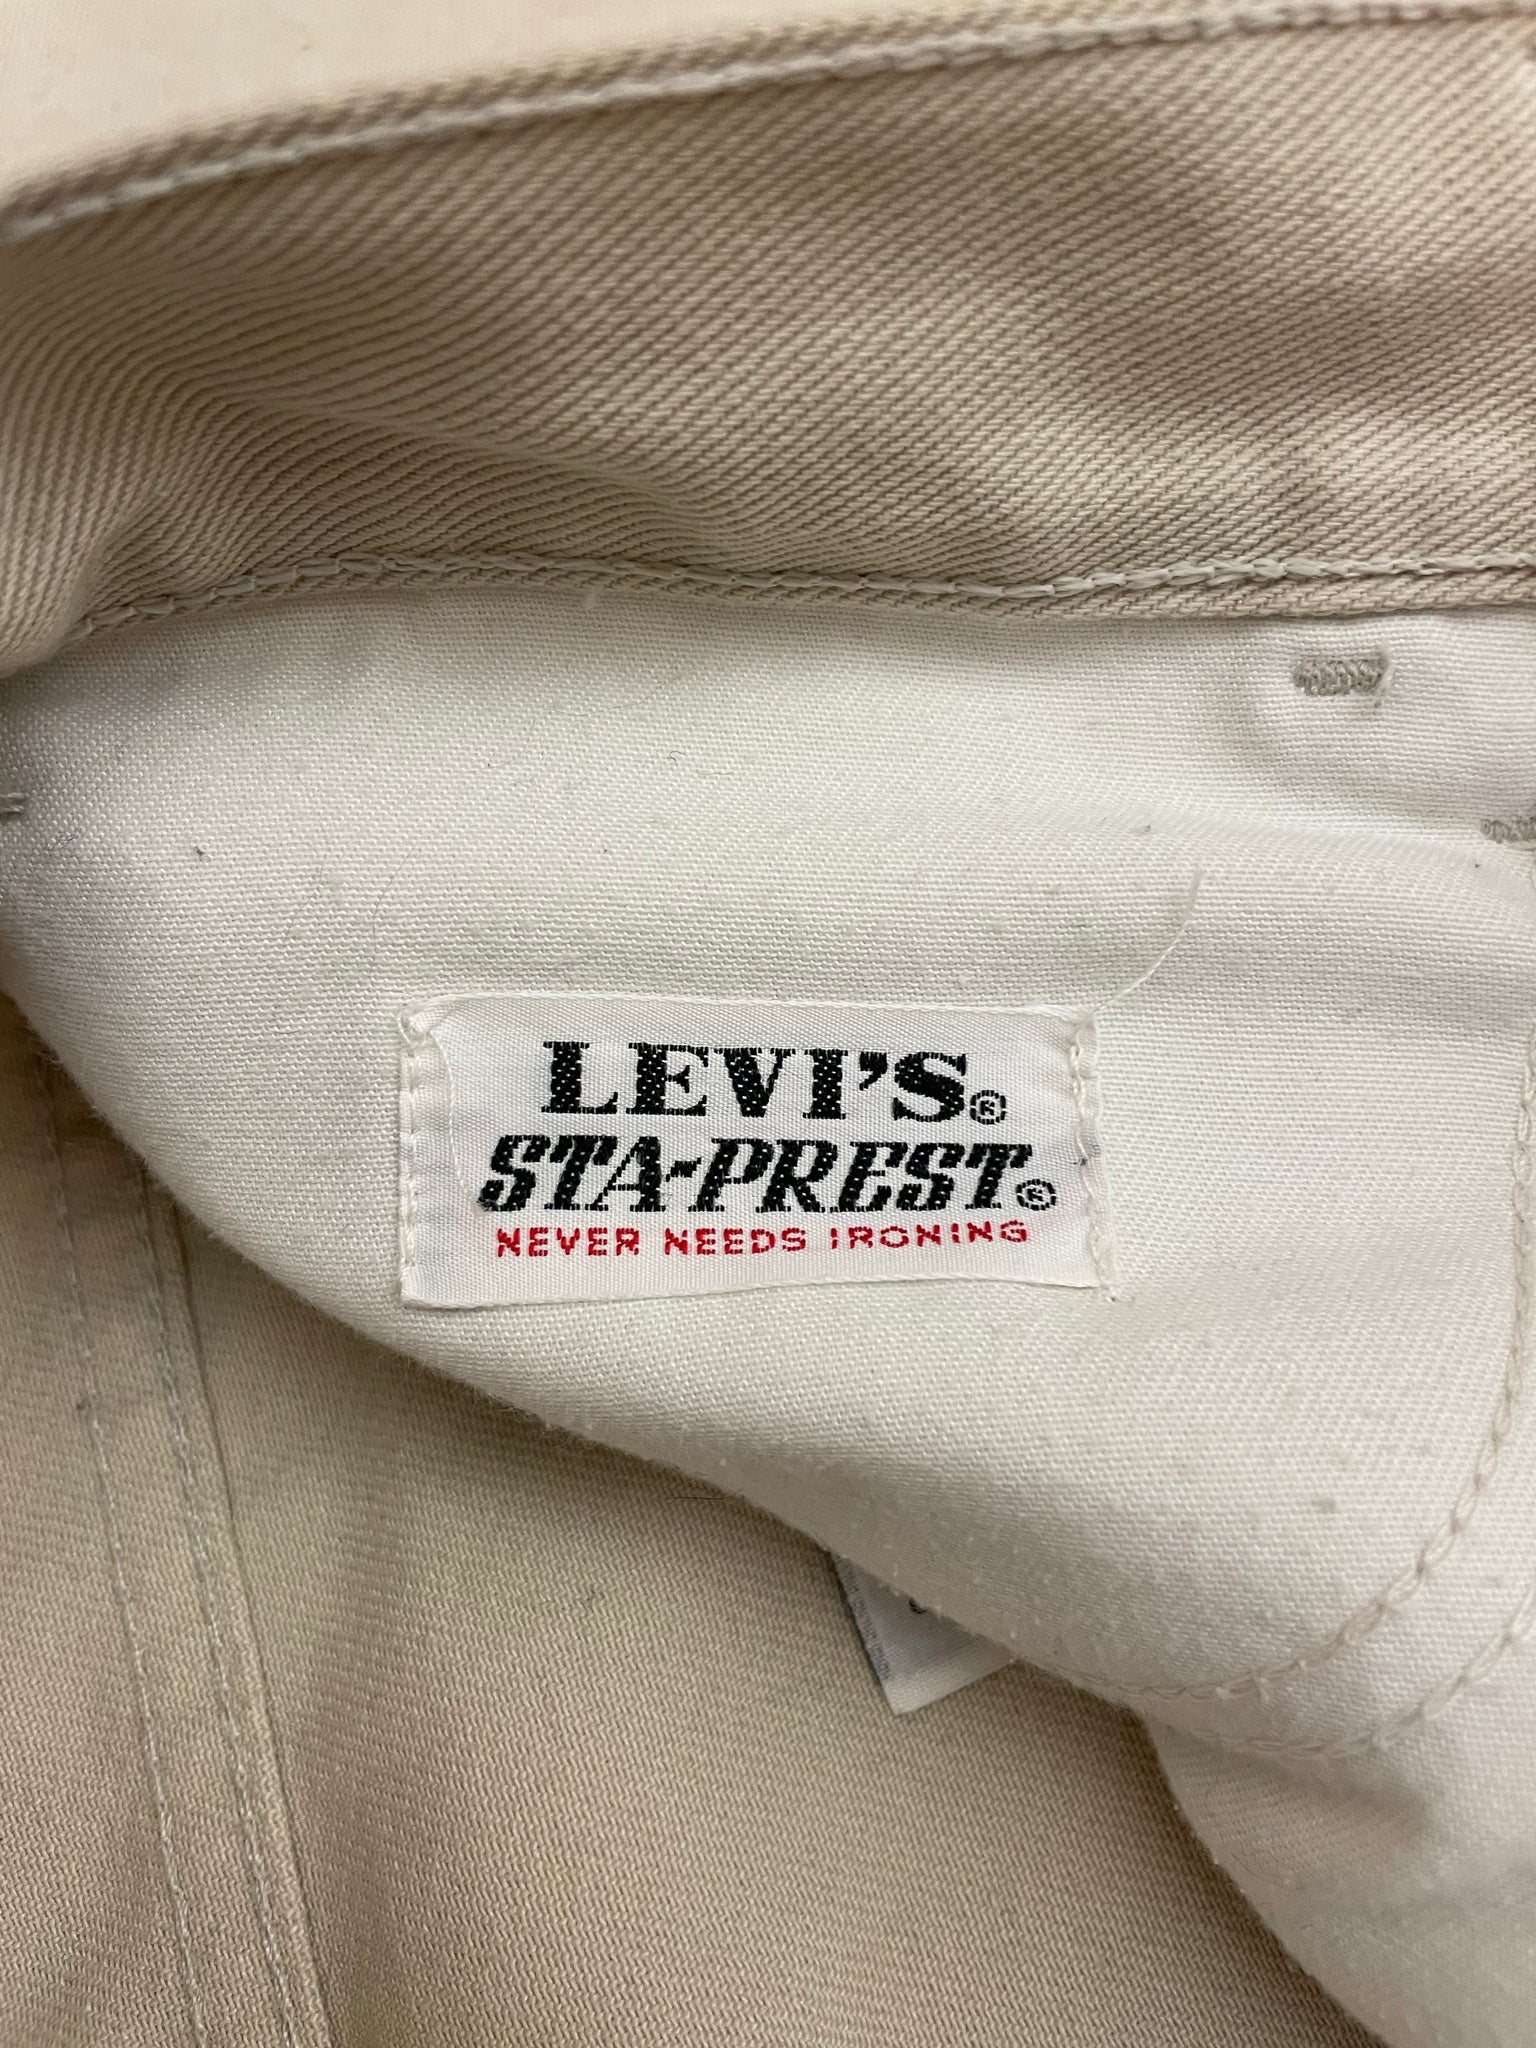 LEVI'S®
STA-PREST®
NEVER NEEDS IRONING